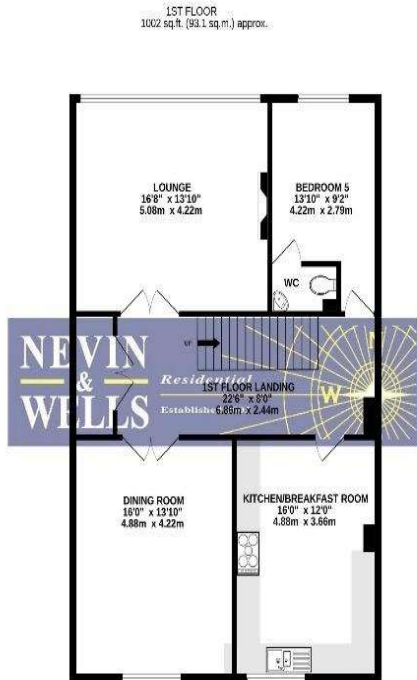 1ST FLOOR
1002 sq.ft. (93.1 sq.m.) approx.
LOUNGE
16'8" x 13'10"
5.08m x 4.22m
BEDROOM 5
13'10" x 9'2"
4.22m x 2.79m
WC
UP
NEVIN
&
WELLS
Residential
Established
N
W
1ST FLOOR LANDING
22'6" x 8'0"
6.86m x 2.44m
DINING ROOM
16'0" x 13'10"
4.88m x 4.22m
KITCHEN/BREAKFAST ROOM
16'0" x 12'0"
4.88m x 3.66m